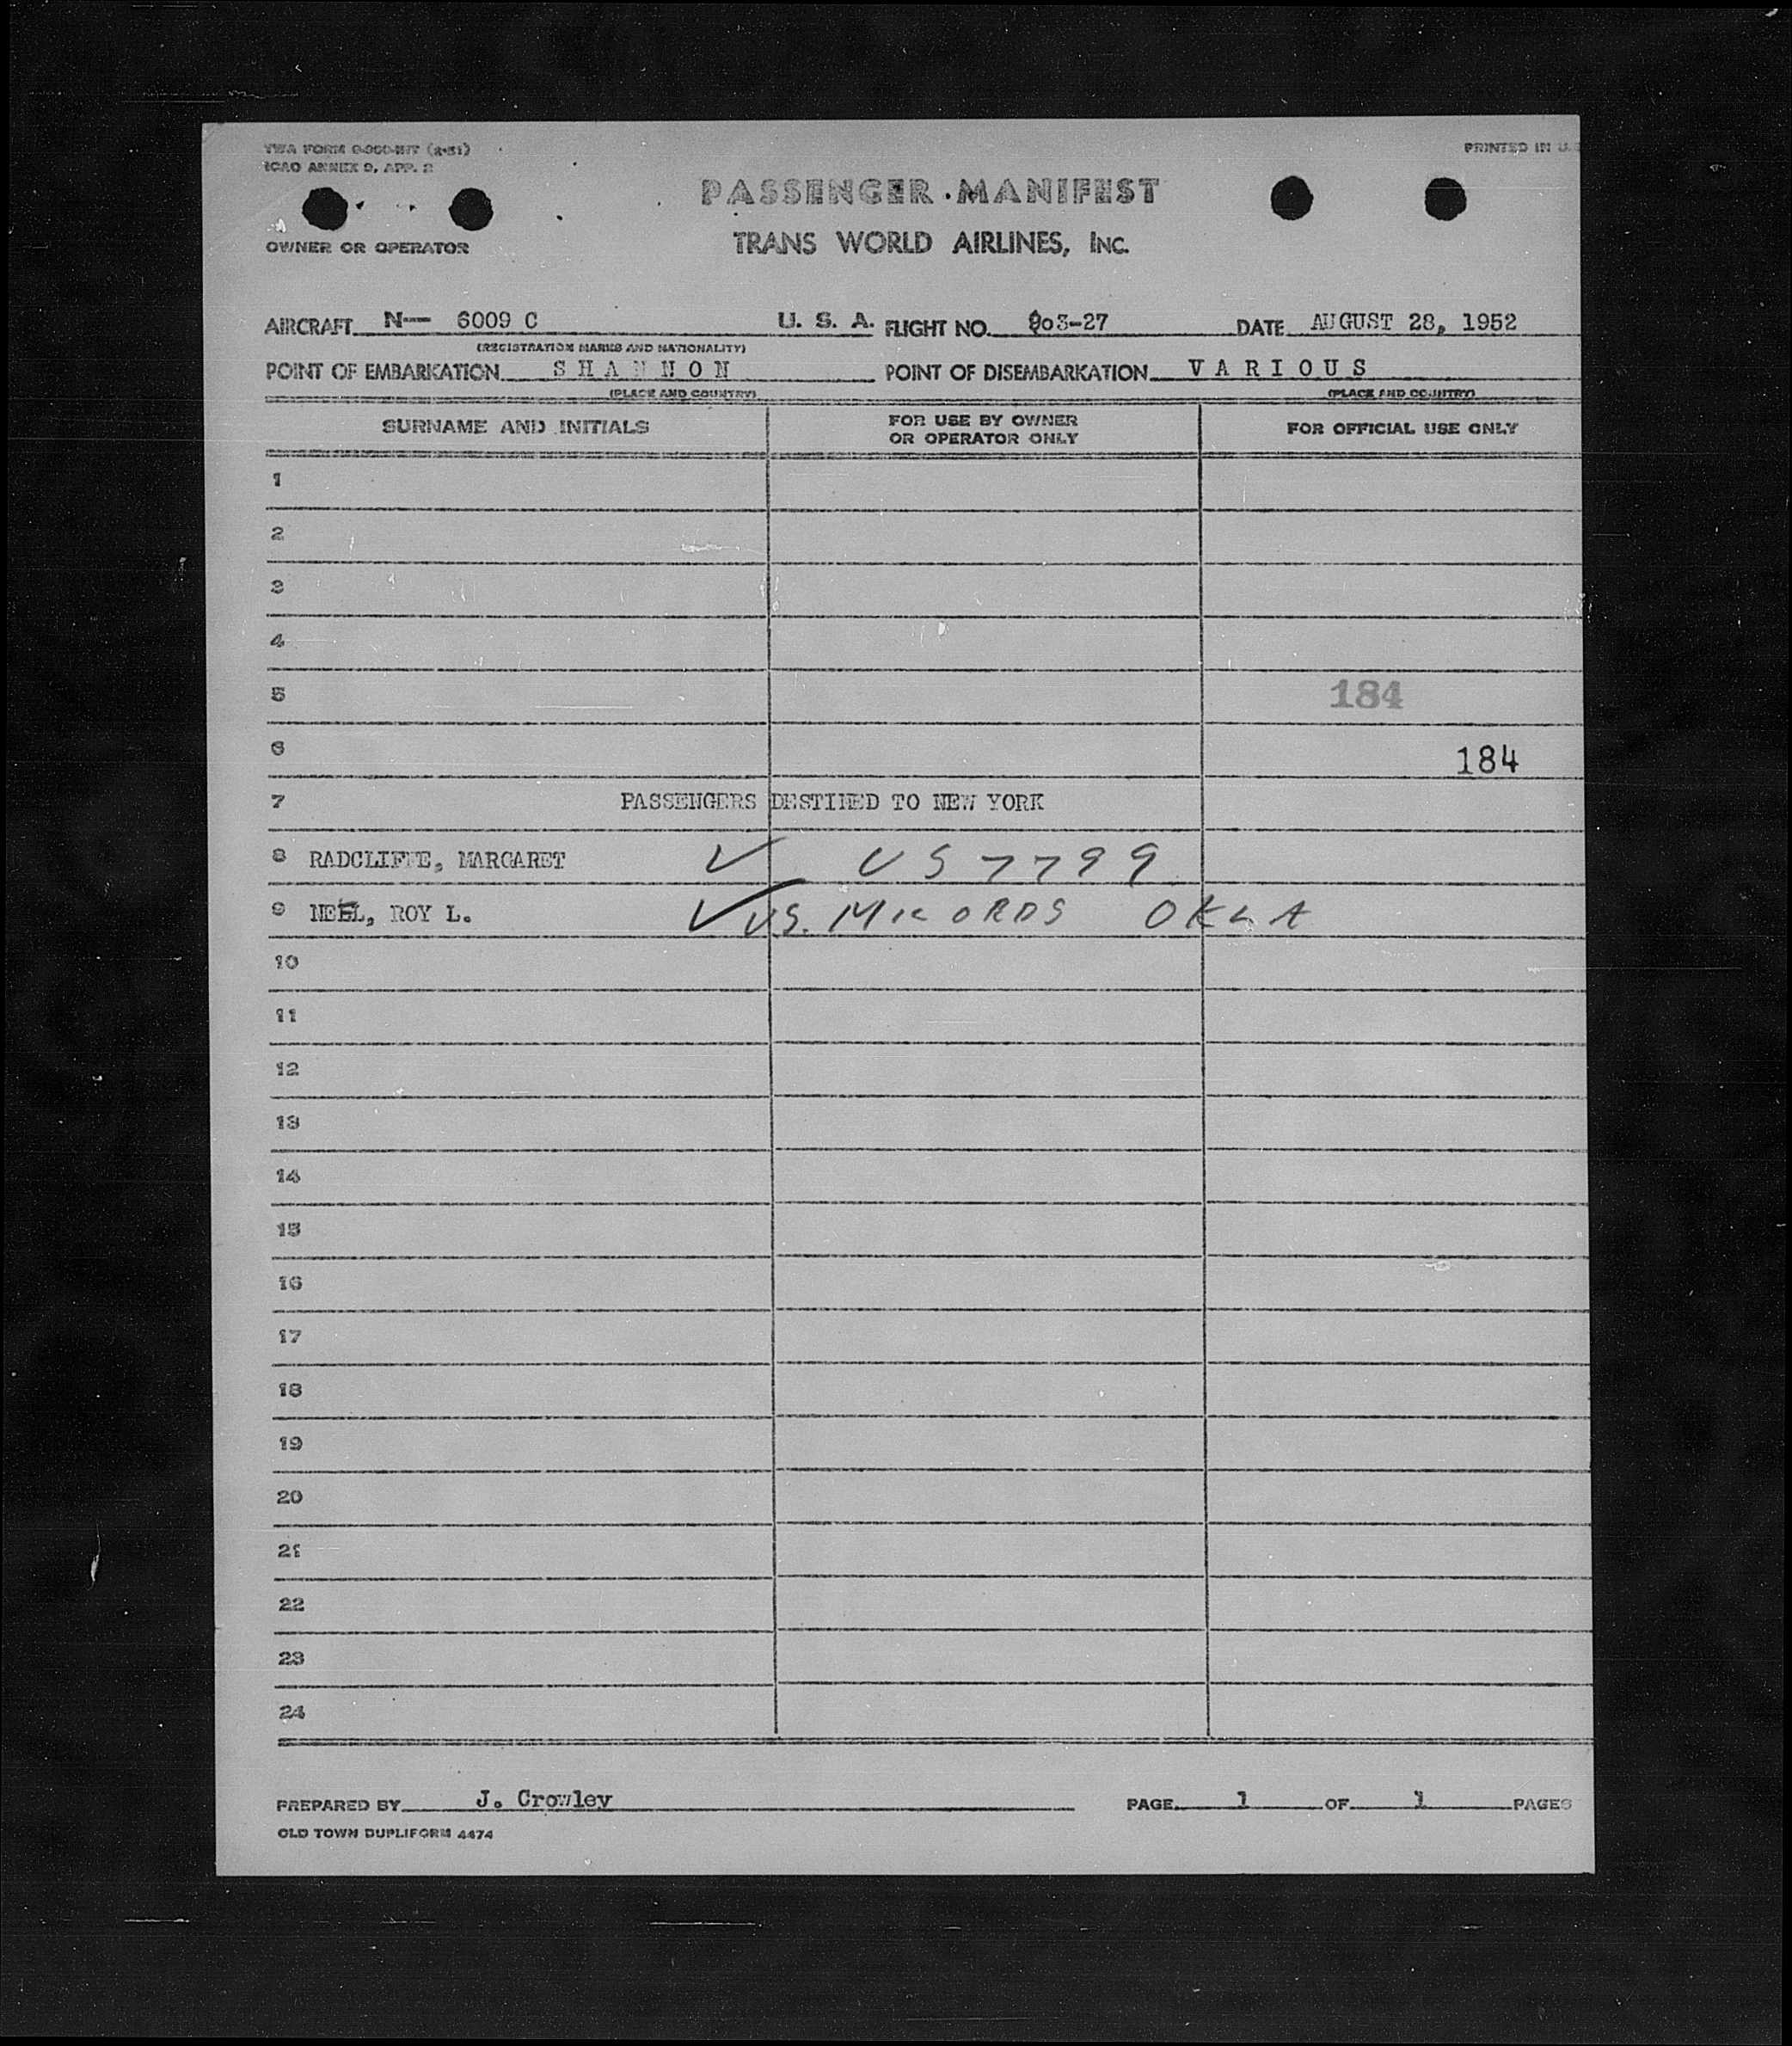 TWA FORM (2-51) PRINTED IN U.S
ICAO ANNEX 9, APP. 2
PASSENGER MANIFEST
OWNER OR OPERATOR TRANS WORLD AIRLINES, INC.
AIRCRAFT N— 6009 C U. S. A. FLIGHT NO. 903-27 DATE AUGUST 28, 1952
(REGISTRATION MARKS AND NATIONALITY)
POINT OF EMBARKATION S H A N N O N POINT OF DISEMBARKATION V A R I O U S
(PLACE AND COUNTRY) (PLACE AND COUNTRY)
SURNAME AND INITIALS FOR USE BY OWNER OR OPERATOR ONLY FOR OFFICIAL USE ONLY
1
2
3
4
5 184
6 184
7 PASSENGERS DESTINED TO NEW YORK
8 RADCLIFFE, MARGARET ✓ US 7799
9 NEEL, ROY L. ✓ US. OKLA
10
11
12
13
14
15
16
17
18
19
20
21
22
23
24
PREPARED BY J. Crowley PAGE 1 OF 1 PAGES
OLD TOWN DUPLIFORM 4474